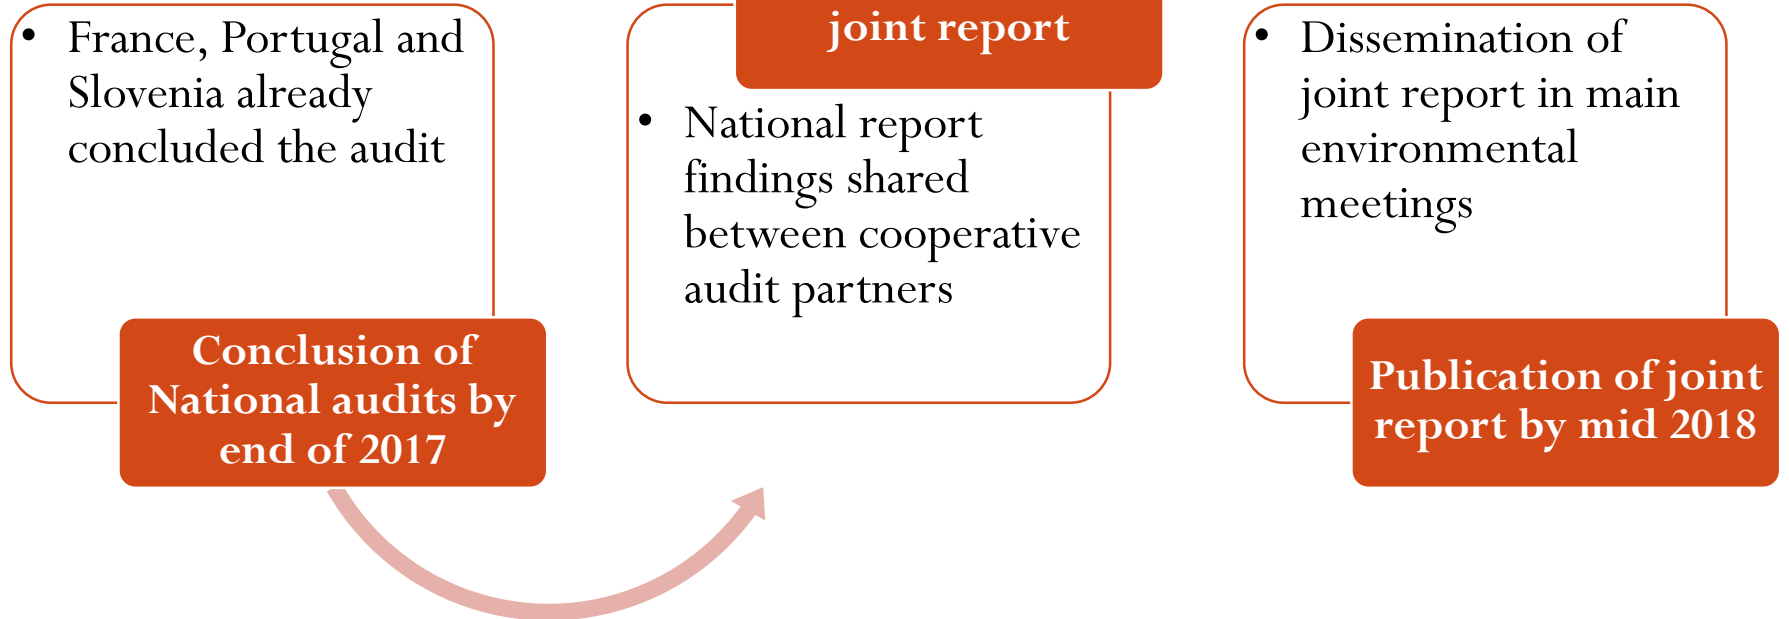 • France, Portugal and
Slovenia already
concluded the audit
Conclusion of
National audits by
end of 2017
joint report
• National report
findings shared
between cooperative
audit partners
• Dissemination of
joint report in main
environmental
meetings
Publication of joint
report by mid 2018